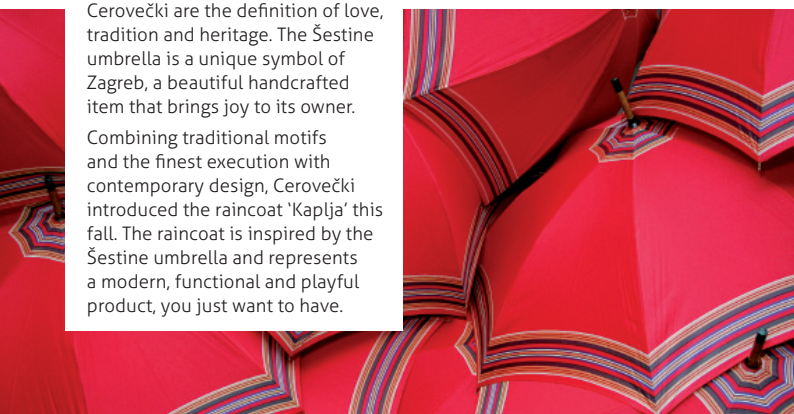 Cerovečki are the definition of love,
tradition and heritage. The Šestine
umbrella is a unique symbol of
Zagreb, a beautiful handcrafted
item that brings joy to its owner.
Combining traditional motifs
and the finest execution with
contemporary design, Cerovečki
introduced the raincoat ‘Kaplja’ this
fall. The raincoat is inspired by the
Šestine umbrella and represents
a modern, functional and playful
product, you just want to have.